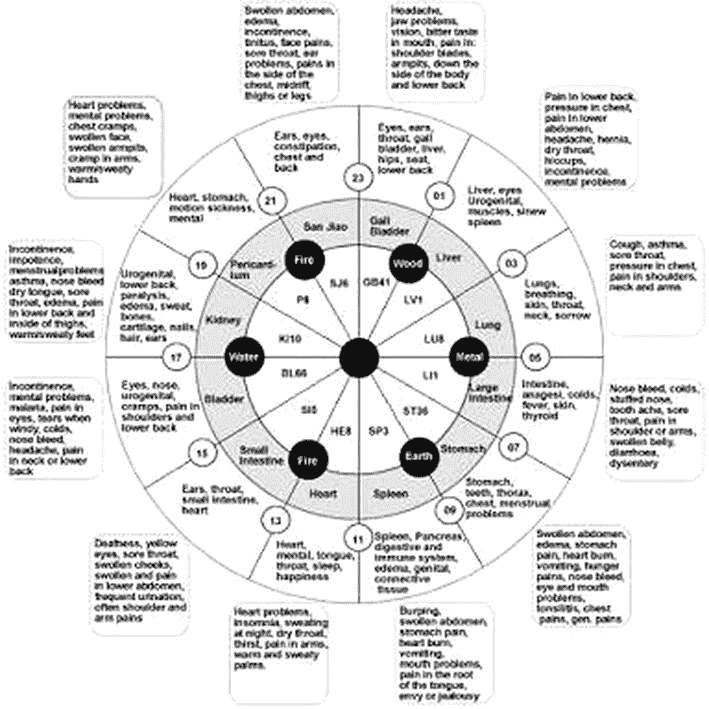 Swollen abdomen,
edema,
incontinence,
tinitus, face pains,
sore throat, ear
problems, pains in
the side of the
chest, midriff,
thighs or legs
Headache,
jaw problems,
vision, bitter taste
in mouth, pain in:
shoulder blades,
armpits, down the
side of the body
and lower back
Heart problems,
mental problems,
chest cramps,
swollen face,
swollen armpits,
cramp in arms,
warm/sweaty
hands
Pain in lower back,
pressure in chest,
pain in lower
abdomen,
headache, hernia,
dry throat,
hiccups,
incontinence,
mental problems
Ears, eyes,
constipation,
chest and
back
Eyes, ears,
throat, gall
bladder, liver,
hips, seat,
lower back
23
21
01
Heart, stomach,
motion sickness,
mental
Liver, eyes
Urogenital,
muscles, sinew
spleen
San Jiao
Gall
Bladder
Fire
Wood
Pericard-
ium
Liver
19
03
SJ6
GB41
P8
LV1
Incontinence,
impotence,
menstrualproblems
asthma, nose bleed
dry tongue, sore
throat, edema, pain
in lower back and
inside of thighs,
warm/sweaty feet
Urogenital,
lower back,
paralysis,
edema, sweat,
bones,
cartilage, nails,
hair, ears
Lungs,
breathing,
skin, throat,
neck, sorrow
Cough, asthma,
sore throat,
pressure in chest,
pain in shoulders,
neck and arms
Kidney
Lung
KI10
LU8
17
Water
Metal
05
BL66
LI1
Bladder
Large
Intestine
Incontinence,
mental problems,
malaria, pain in
eyes, tears when
windy, colds,
nose bleed,
headache, pain
in neck or lower
back
Eyes, nose,
urogenital,
cramps, pain in
shoulders and
lower back
Intestine,
anagesi, colds,
fever, skin,
thyroid
Nose bleed, colds,
stuffed nose,
tooth ache, sore
throat, pain in
shoulder or arms,
swollen belly,
diarrhoea,
dysentary
SI5
ST36
HE8
SP3
15
07
Small
Intestine
Stomach
Fire
Earth
Heart
Spleen
Ears, throat,
small intestine,
heart
Stomach,
teeth, thorax,
chest, menstrual
problems
13
09
11
Heart,
mental, tongue,
throat, sleep,
happiness
Spleen, Pancreas,
digestive and
immune system,
edema, genital,
connective
tissue
Deafness, yellow
eyes, sore throat,
swollen cheeks,
swollen and pain
in lower abdomen,
frequent urination,
often shoulder and
arm pains
Swollen abdomen,
edema, stomach
pain, heart burn,
vomiting, hunger
pains, nose bleed,
eye and mouth
problems,
tonsilitis, chest
pains, gen. pains
Heart problems,
insomnia, sweating
at night, dry throat,
thirst, pain in arms,
warm and sweaty
palms.
Burping,
swollen abdomen,
stomach pain,
heart burn,
vomiting,
mouth problems,
pain in the root
of the tongue,
envy or jealousy